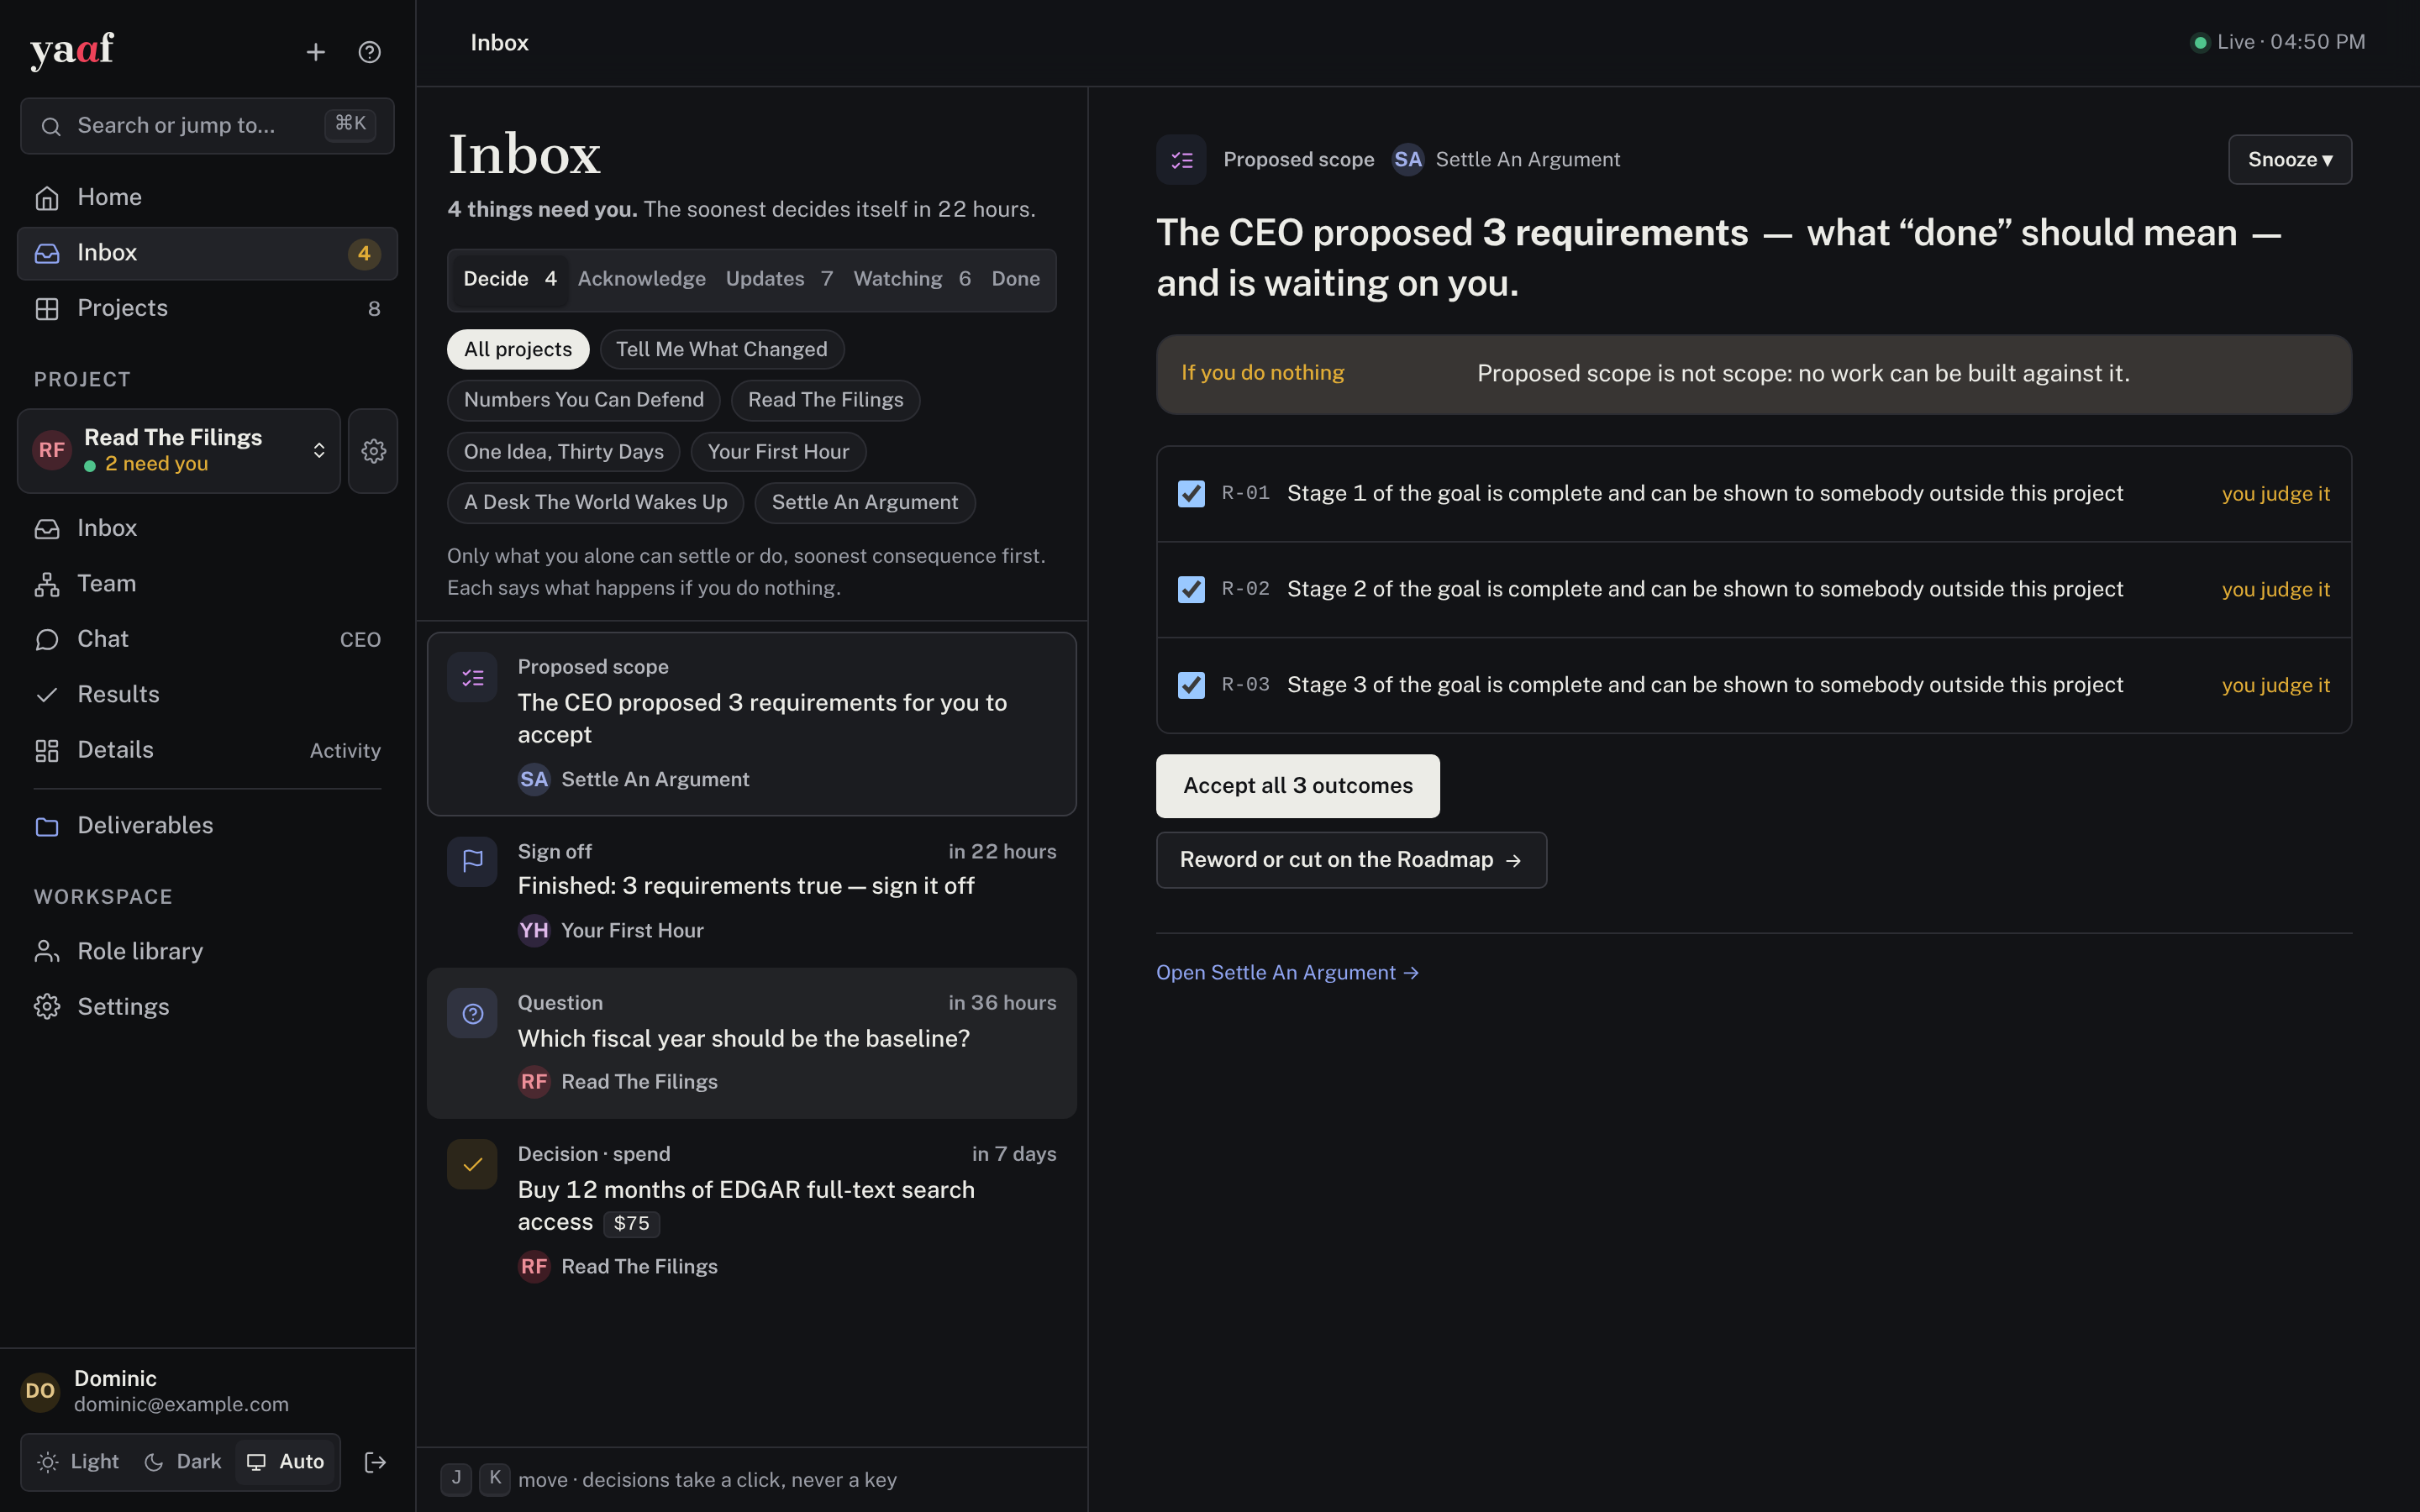 yaaf
Search or jump to... ⌘K
Home
Inbox 4
Projects 8
PROJECT
RF Read The Filings
2 need you
Inbox
Team
Chat CEO
Results
Details Activity
Deliverables
WORKSPACE
Role library
Settings
DO Dominic
dominic@example.com
Light Dark Auto
Inbox
Live · 04:50 PM
Inbox
4 things need you. The soonest decides itself in 22 hours.
Decide 4 Acknowledge Updates 7 Watching 6 Done
All projects Tell Me What Changed
Numbers You Can Defend Read The Filings
One Idea, Thirty Days Your First Hour
A Desk The World Wakes Up Settle An Argument
Only what you alone can settle or do, soonest consequence first.
Each says what happens if you do nothing.
Proposed scope
The CEO proposed 3 requirements for you to
accept
SA Settle An Argument
Sign off in 22 hours
Finished: 3 requirements true — sign it off
YH Your First Hour
Question in 36 hours
Which fiscal year should be the baseline?
RF Read The Filings
Decision · spend in 7 days
Buy 12 months of EDGAR full-text search
access $75
RF Read The Filings
J K move · decisions take a click, never a key
Proposed scope SA Settle An Argument
Snooze ▾
The CEO proposed 3 requirements — what “done” should mean —
and is waiting on you.
If you do nothing Proposed scope is not scope: no work can be built against it.
R-01 Stage 1 of the goal is complete and can be shown to somebody outside this project you judge it
R-02 Stage 2 of the goal is complete and can be shown to somebody outside this project you judge it
R-03 Stage 3 of the goal is complete and can be shown to somebody outside this project you judge it
Accept all 3 outcomes
Reword or cut on the Roadmap →
Open Settle An Argument →